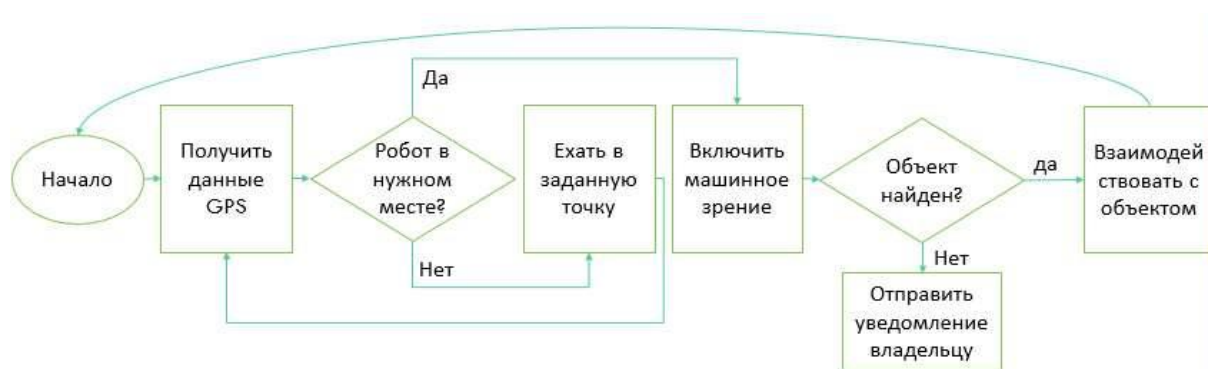 Да
Начало
Получить
данные
GPS
Робот в
нужном
месте?
Нет
Ехать в
заданную
точку
Включить
машинное
зрение
Объект
найден?
да
Взаимодей
ствовать с
объектом
Нет
Отправить
уведомление
владельцу